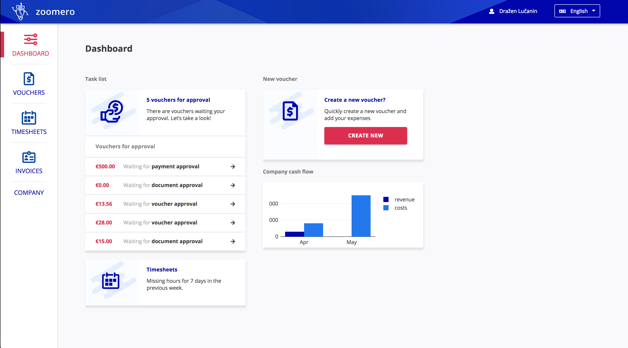 zoomero
Dražen Lučanin
English
DASHBOARD
VOUCHERS
TIMESHEETS
INVOICES
COMPANY
Dashboard
Task list
5 vouchers for approval
There are vouchers waiting your
approval. Let's take a look!
Vouchers for approval
€500.00 Waiting for payment approval
€0.00 Waiting for document approval
€13.56 Waiting for voucher approval
€28.00 Waiting for voucher approval
€15.00 Waiting for document approval
Timesheets
Missing hours for 7 days in the
previous week.
New voucher
Create a new voucher?
Quickly create a new voucher and
add your expenses
CREATE NEW
Company cash flow
000
000
0
Apr
May
revenue
costs